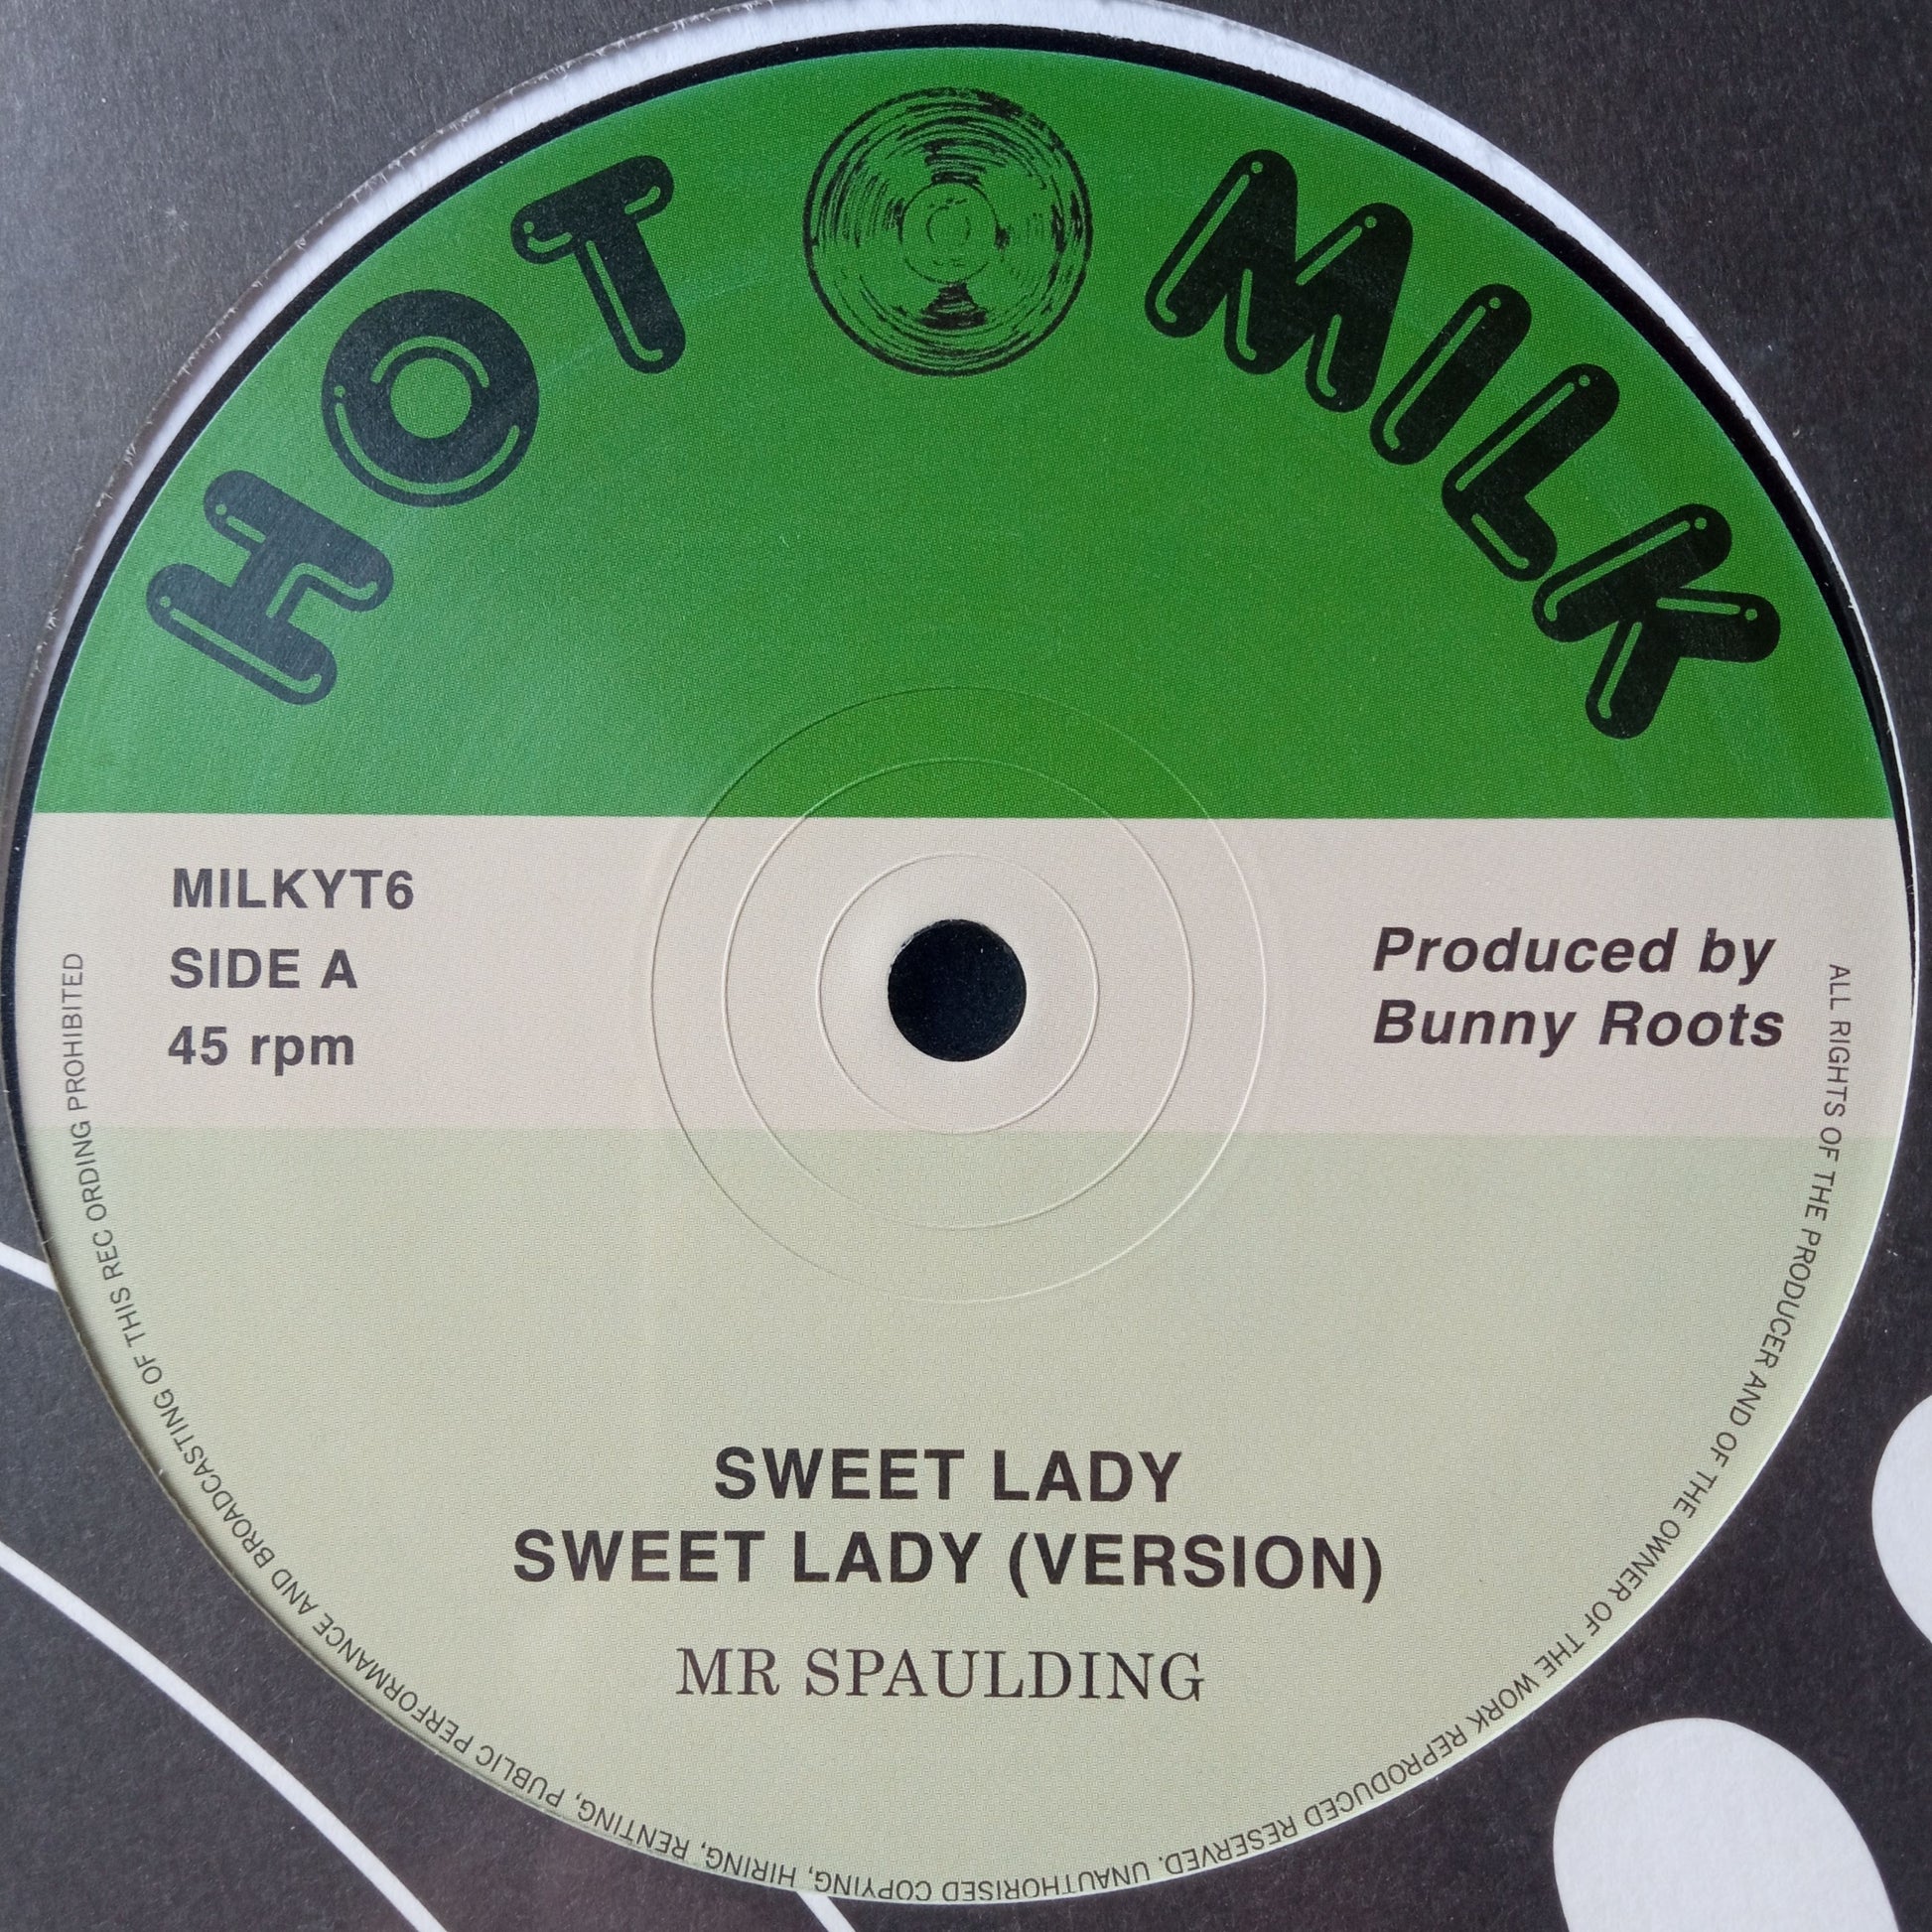 HOT MILK
MILKYT6
SIDE A
45 rpm
Produced by
Bunny Roots
SWEET LADY
SWEET LADY (VERSION)
MR SPAULDING
ALL RIGHTS OF THE PRODUCER AND OF THE OWNER OF THE WORK REPRODUCED RESERVED. UNAUTHORISED COPYING, HIRING, RENTING, PUBLIC PERFORMANCE AND BROADCASTING OF THIS REC ORDING PROHIBITED